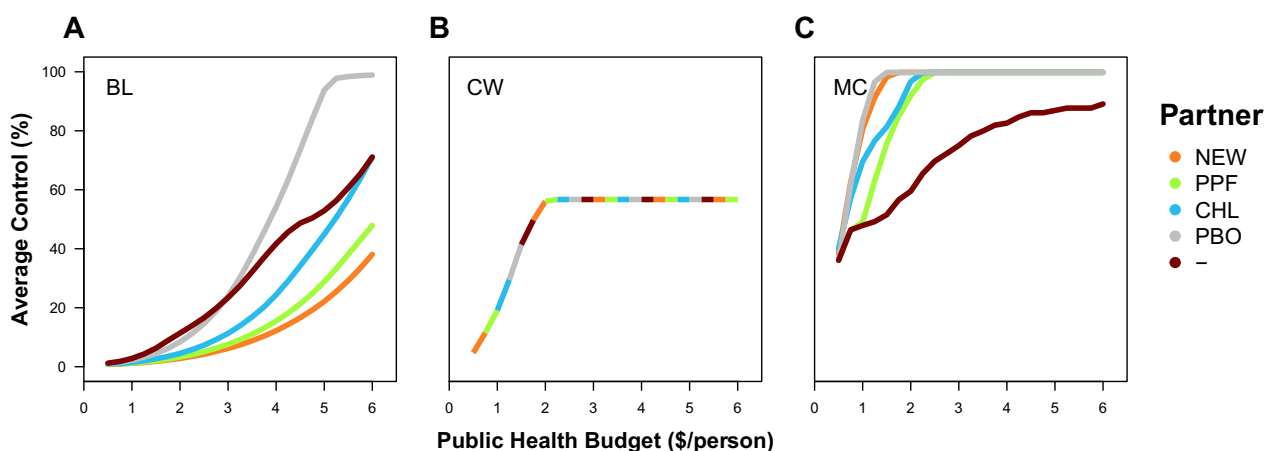 A
B
C
BL
CW
MC
Average Control (%)
100
80
60
40
20
0
0 1 2 3 4 5 6
0 1 2 3 4 5 6
0 1 2 3 4 5 6
Public Health Budget ($/person)
Partner
NEW
PPF
CHL
PBO
–